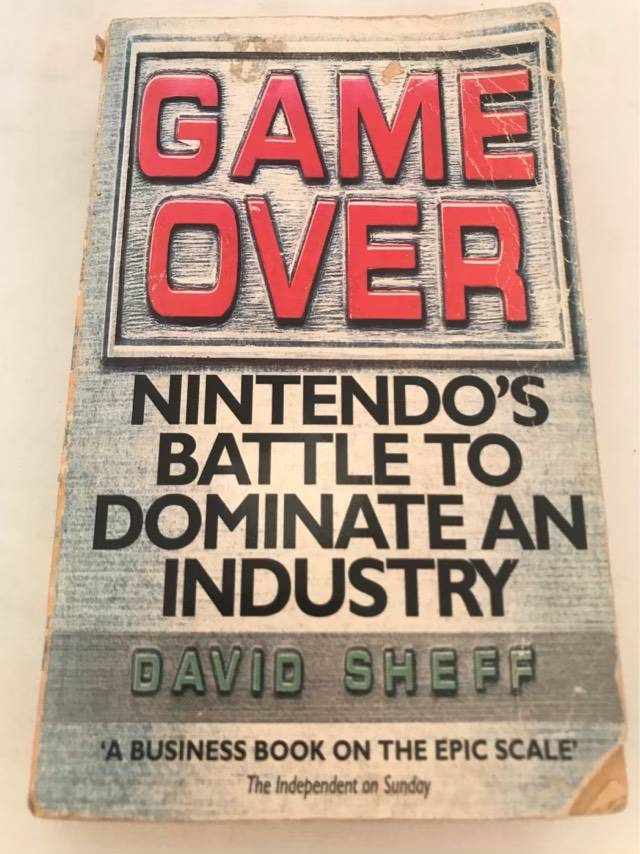 GAME
OVER
NINTENDO'S
BATTLE TO
DOMINATE AN
INDUSTRY
DAVID SHEFF
'A BUSINESS BOOK ON THE EPIC SCALE'
The Independent on Sunday